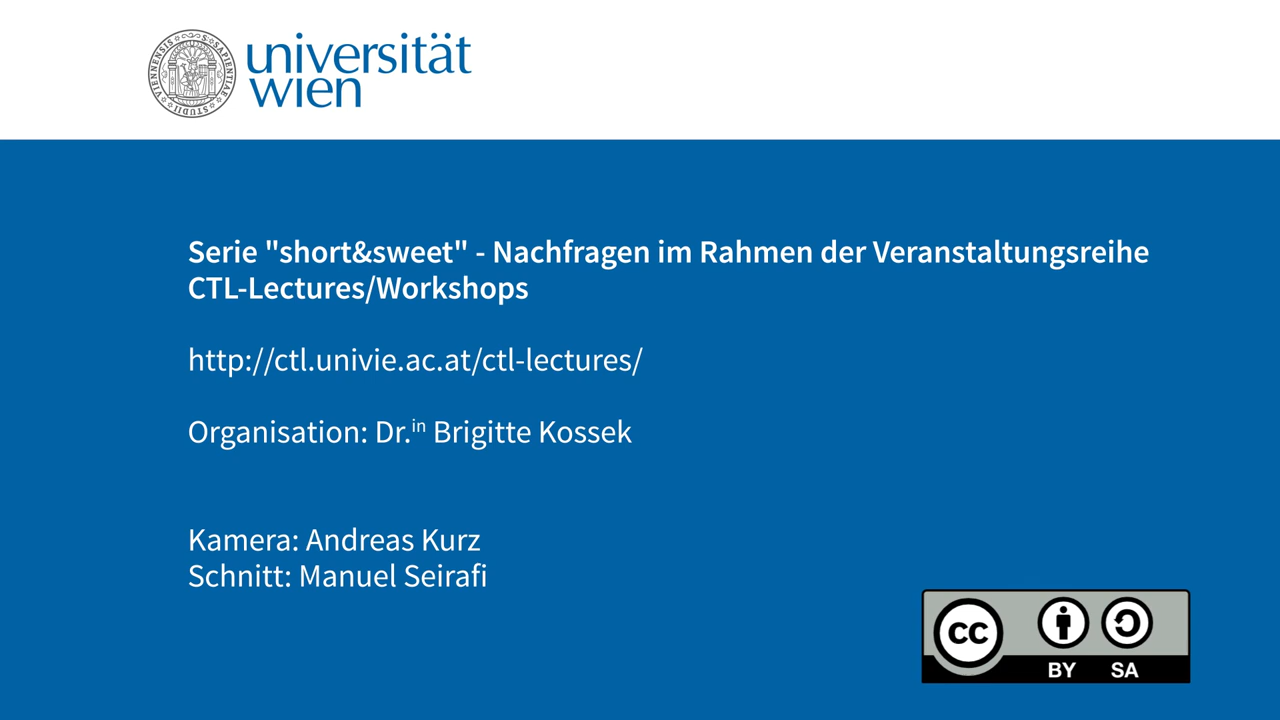 universität
wien
Serie "short&sweet" - Nachfragen im Rahmen der Veranstaltungsreihe
CTL-Lectures/Workshops
http://ctl.univie.ac.at/ctl-lectures/
Organisation: Dr.in Brigitte Kossek
Kamera: Andreas Kurz
Schnitt: Manuel Seirafi
cc
BY SA